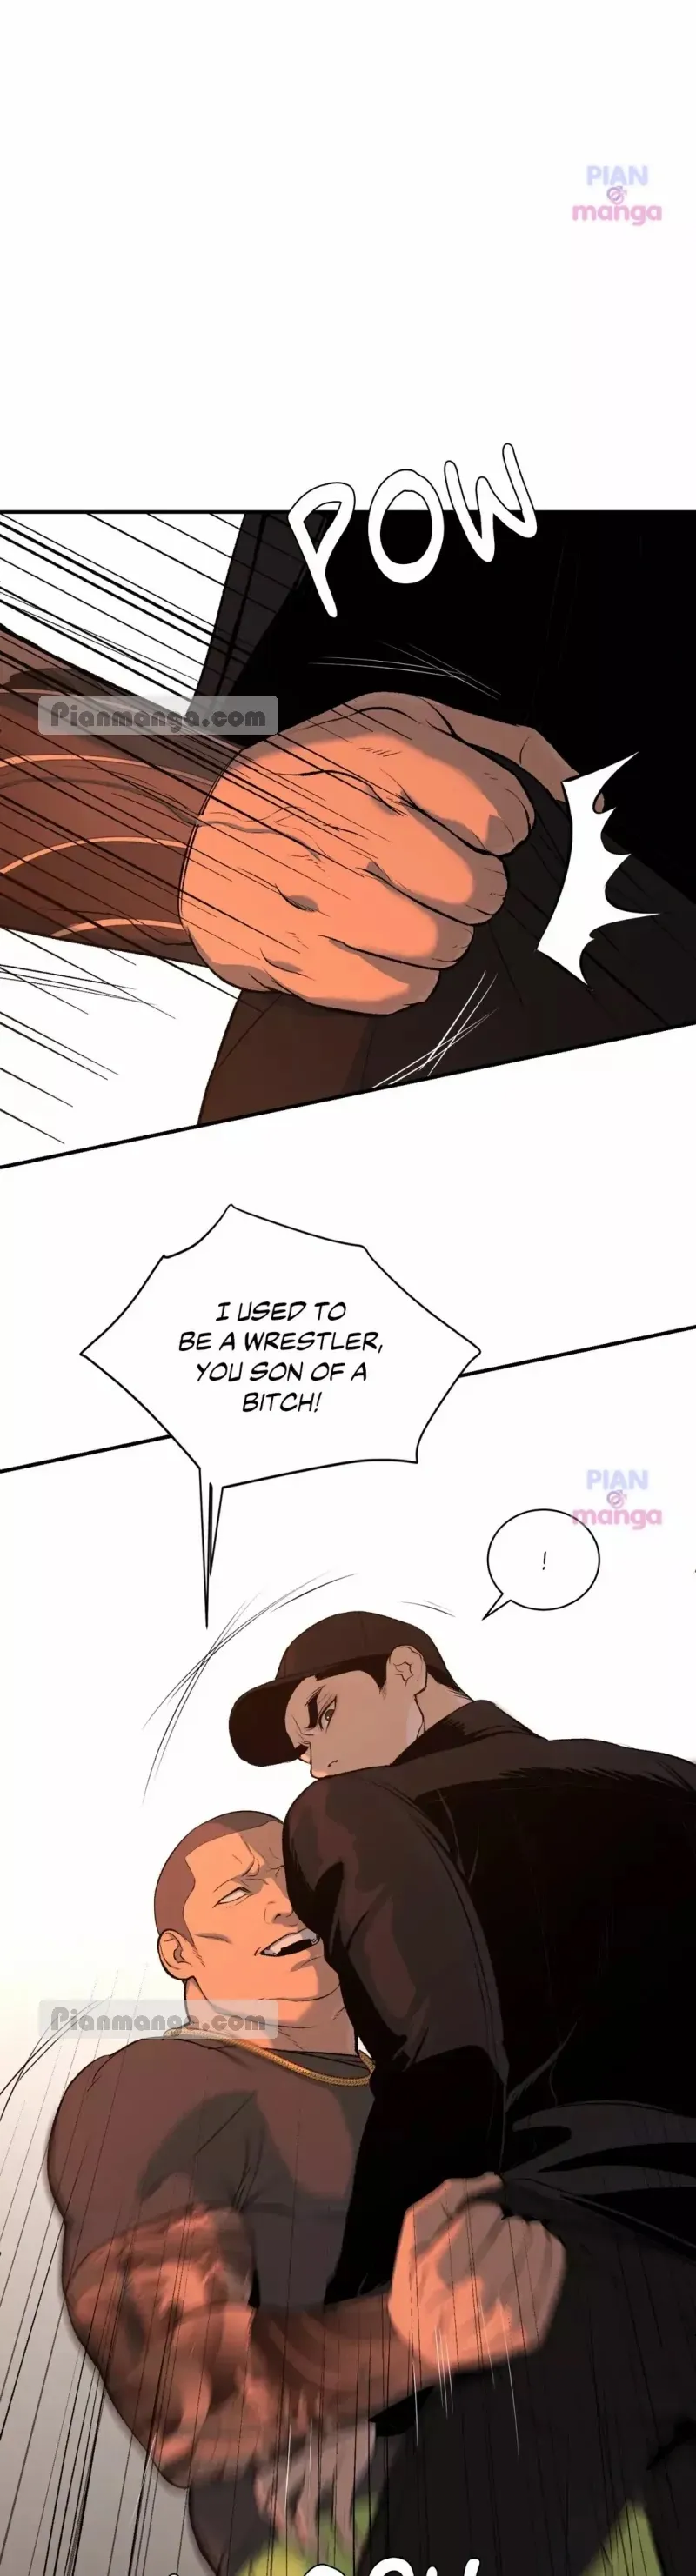 PIAN
manga
POW
Pianmanga.com
I USED TO
BE A WRESTLER,
YOU SON OF A
BITCH!
PIAN
manga
!
Pianmanga.com